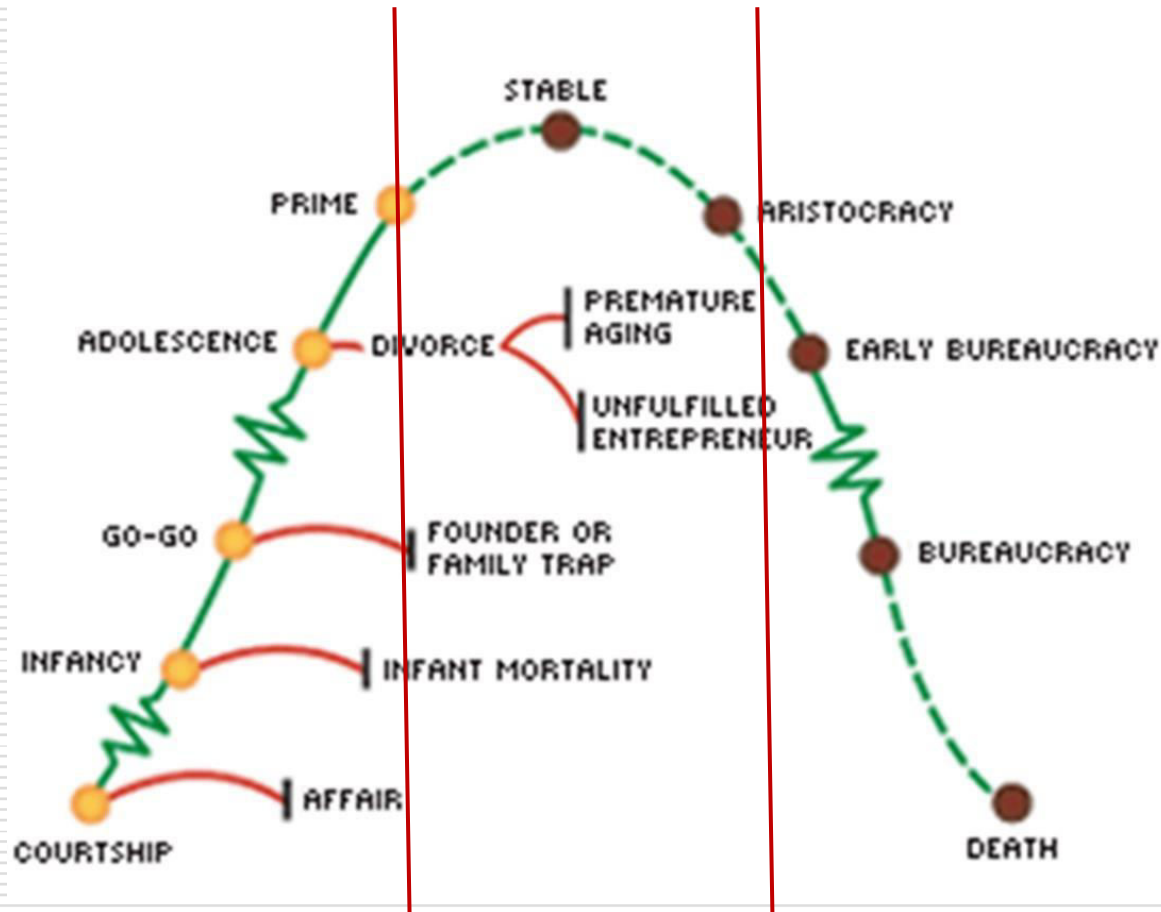 STABLE
PRIME
ARISTOCRACY
PREMATURE
AGING
ADOLESCENCE
DIVORCE
EARLY BUREAUCRACY
UNFULFILLED
ENTREPRENEUR
GO-GO
FOUNDER OR
FAMILY TRAP
BUREAUCRACY
INFANCY
INFANT MORTALITY
AFFAIR
COURTSHIP
DEATH